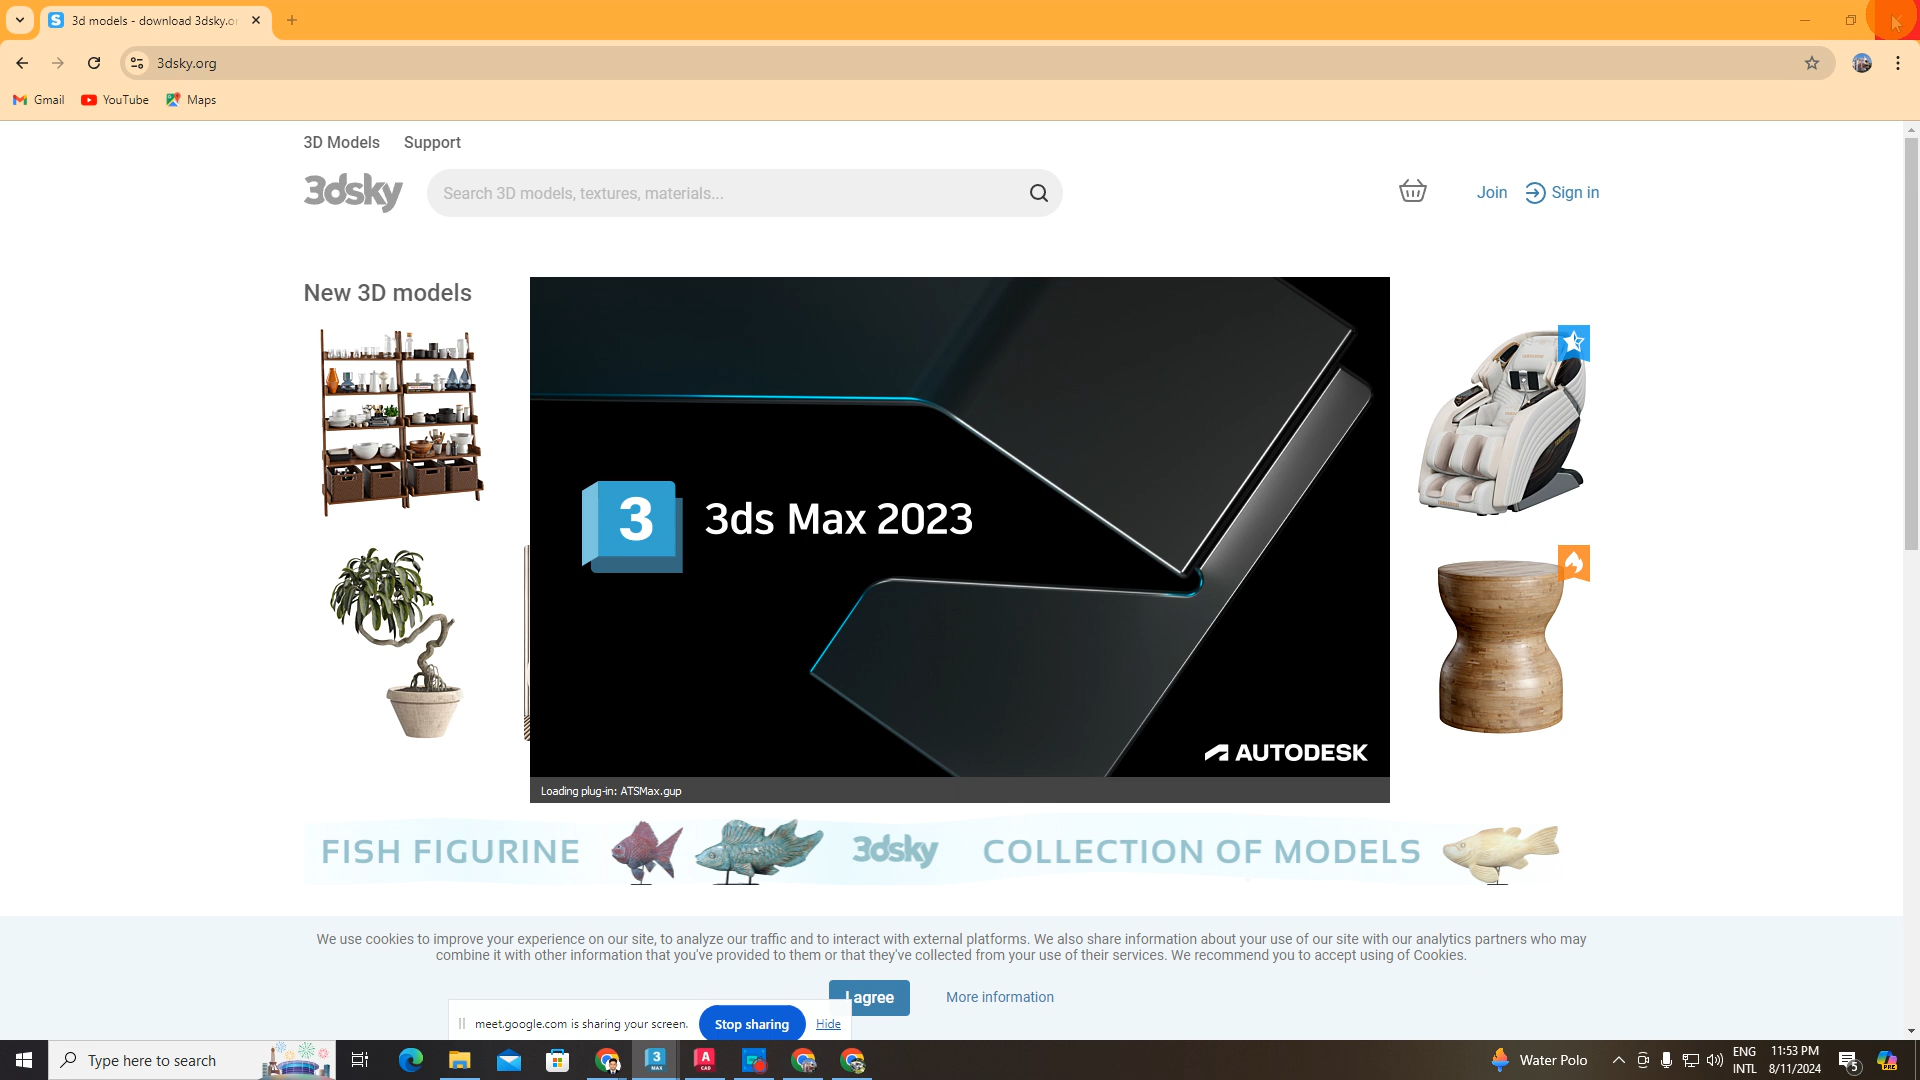 3d models - download 3dsky.o
3dsky.org
Gmail
YouTube
Maps
3D Models
Support
3dsky
Search 3D models, textures, materials...
Join
Sign in
New 3D models
3
3ds Max 2023
AUTODESK
Loading plug-in: ATSMax.gup
FISH FIGURINE
3dsky
COLLECTION OF MODELS
We use cookies to improve your experience on our site, to analyze our traffic and to interact with external platforms. We also share information about your use of our site with our analytics partners who may
combine it with other information that you've provided to them or that they've collected from your use of their services. We recommend you to accept using of Cookies.
I agree
More information
meet.google.com is sharing your screen.
Stop sharing
Hide
Type here to search
3
MAX
A
CAD
Water Polo
ENG
INTL
11:53 PM
8/11/2024
5
PRE